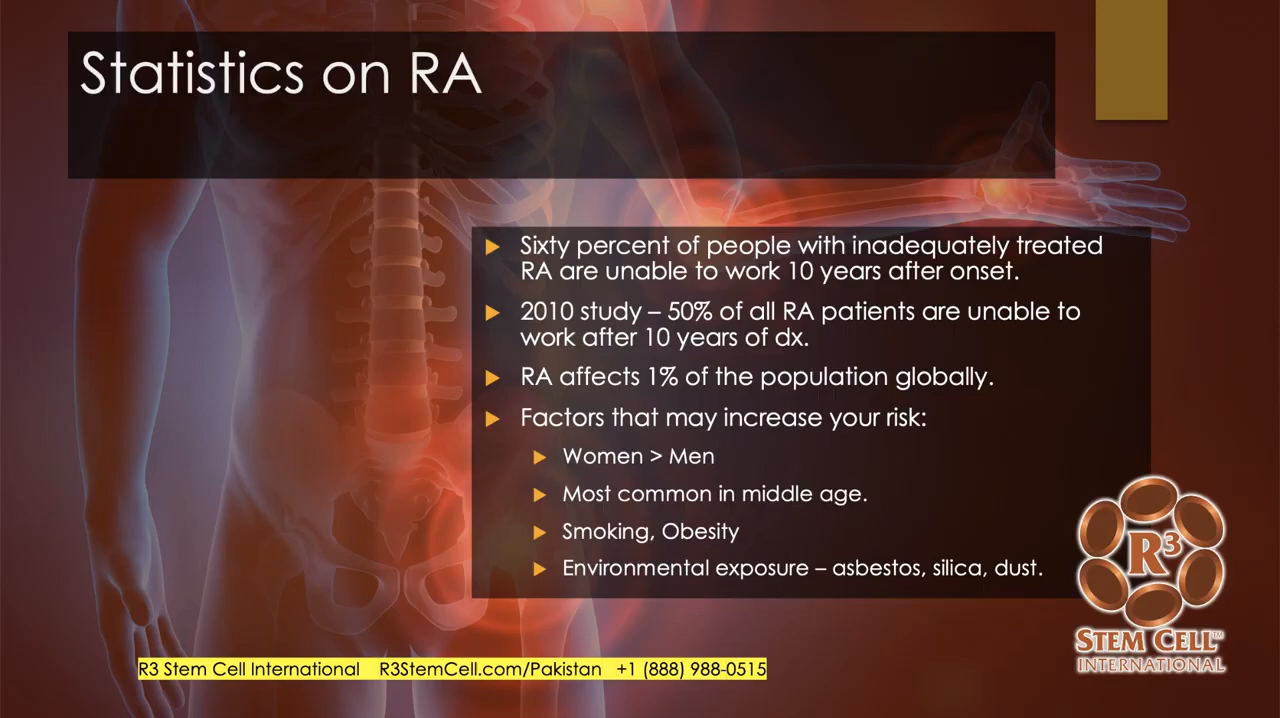 Statistics on RA
Sixty percent of people with inadequately treated
RA are unable to work 10 years after onset.
2010 study – 50% of all RA patients are unable to
work after 10 years of dx.
RA affects 1% of the population globally.
Factors that may increase your risk:
Women > Men
Most common in middle age.
Smoking, Obesity
Environmental exposure – asbestos, silica, dust.
R3
STEM CELL™
INTERNATIONAL
R3 Stem Cell International R3StemCell.com/Pakistan +1 (888) 988-0515